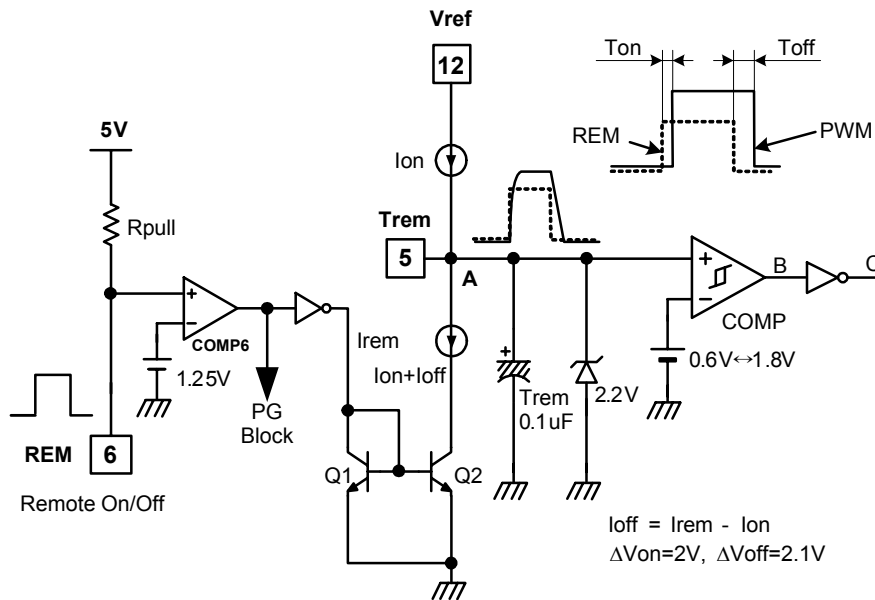 Vref
12
Ton
Toff
REM
PWM
5V
Ion
Rpull
Trem
5
A
B
C
+
−
COMP
+
−
COMP6
Irem
Ion+Ioff
1.25V
PG
Block
+
Trem
0.1uF
2.2V
0.6V↔1.8V
REM
6
Q1
Q2
Remote On/Off
Ioff = Irem - Ion
ΔVon=2V, ΔVoff=2.1V